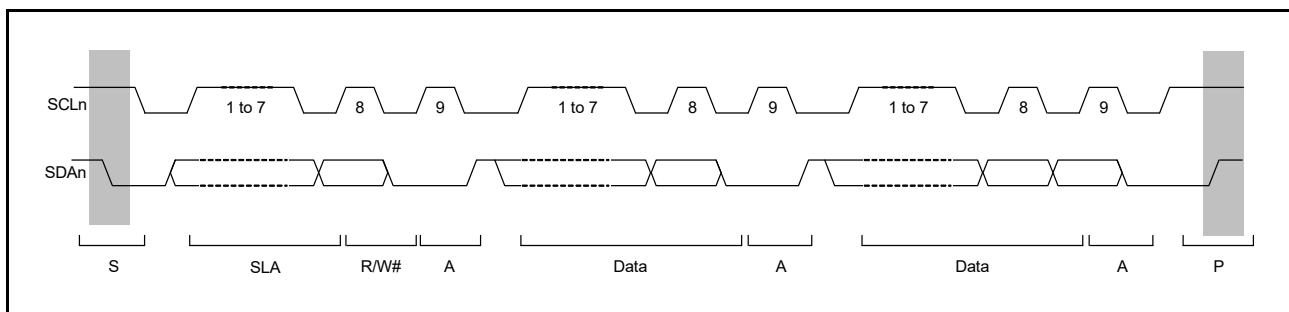 SCLn
1 to 7 8 9 1 to 7 8 9 1 to 7 8 9
SDAn
S SLA R/W# A Data A Data A P